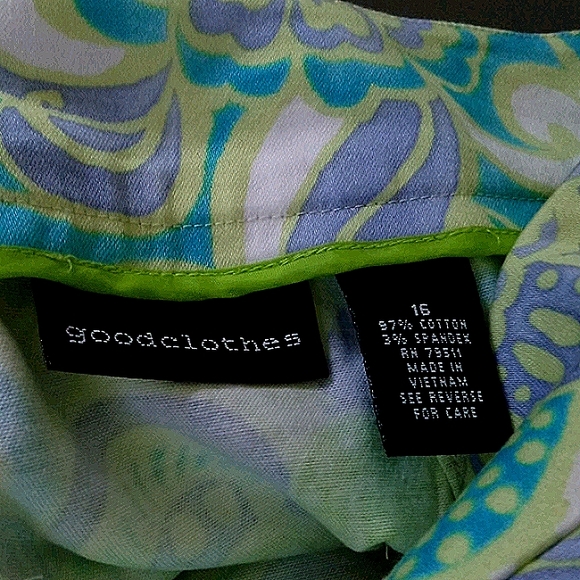 goodclothes
16
97% COTTON
3% SPANDEX
RN 79311
MADE IN
VIETNAM
SEE REVERSE
FOR CARE